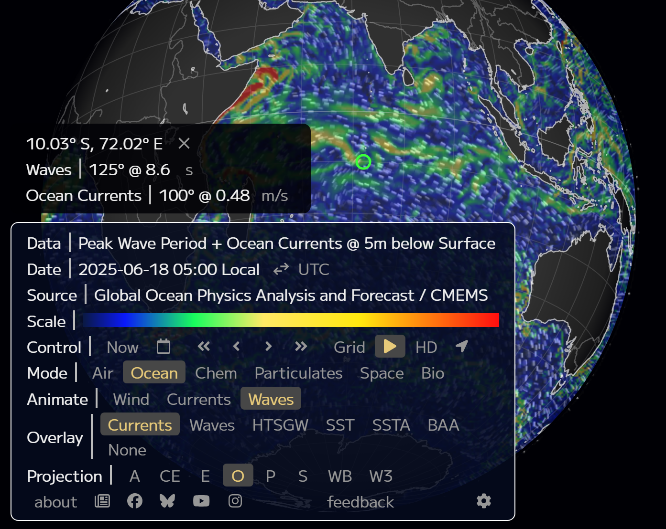 10.03° S, 72.02° E ×
Waves | 125° @ 8.6 s
Ocean Currents | 100° @ 0.48 m/s
Data | Peak Wave Period + Ocean Currents @ 5m below Surface
Date | 2025-06-18 05:00 Local ⇄ UTC
Source | Global Ocean Physics Analysis and Forecast / CMEMS
Scale |
Control | Now « ‹ › » Grid HD
Mode | Air Ocean Chem Particulates Space Bio
Animate | Wind Currents Waves
Overlay | Currents Waves HTSGW SST SSTA BAA
None
Projection | A CE E O P S WB W3
about feedback